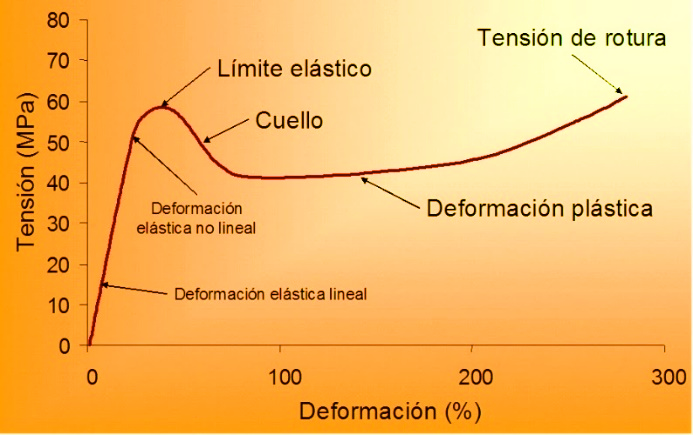 80
70
60
50
40
30
20
10
0
Tensión (MPa)
Tensión de rotura
Límite elástico
Cuello
Deformación
elástica no lineal
Deformación plástica
Deformación elástica lineal
0
100
200
300
Deformación (%)